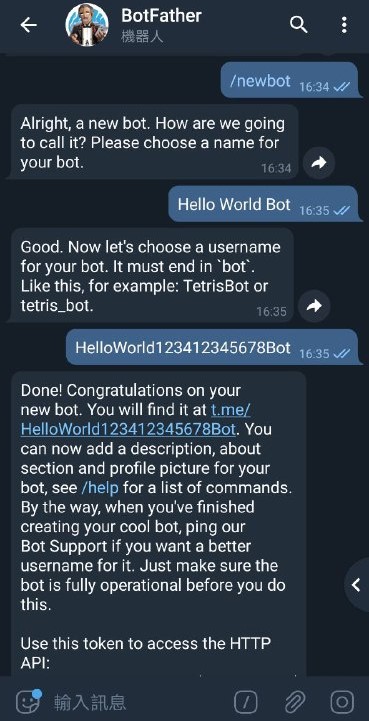 BotFather
機器人
/newbot
16:34
Alright, a new bot. How are we going
to call it? Please choose a name for
your bot.
16:34
Hello World Bot
16:35
Good. Now let's choose a username
for your bot. It must end in `bot`.
Like this, for example: TetrisBot or
tetris_bot.
16:35
HelloWorld123412345678Bot
16:35
Done! Congratulations on your
new bot. You will find it at t.me/
HelloWorld123412345678Bot. You
can now add a description, about
section and profile picture for your
bot, see /help for a list of commands.
By the way, when you've finished
creating your cool bot, ping our
Bot Support if you want a better
username for it. Just make sure the
bot is fully operational before you do
this.
Use this token to access the HTTP
API:
輸入訊息